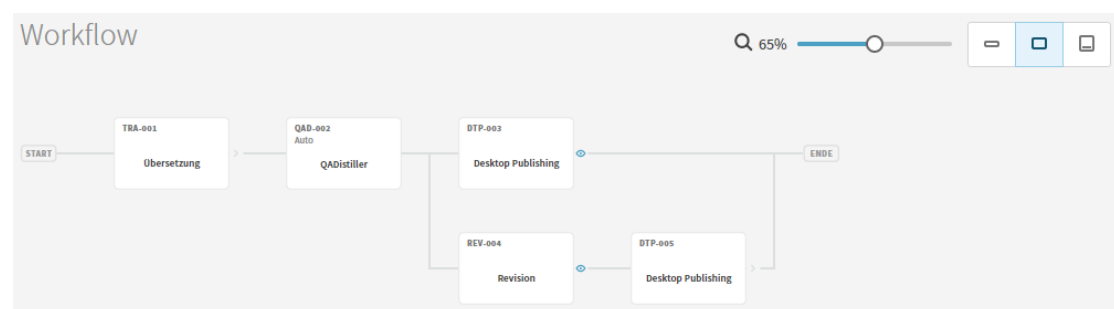 Workflow
65%
START
TRA-001
Übersetzung
QAD-002
Auto
QADistiller
DTP-003
Desktop Publishing
ENDE
REV-004
Revision
DTP-005
Desktop Publishing